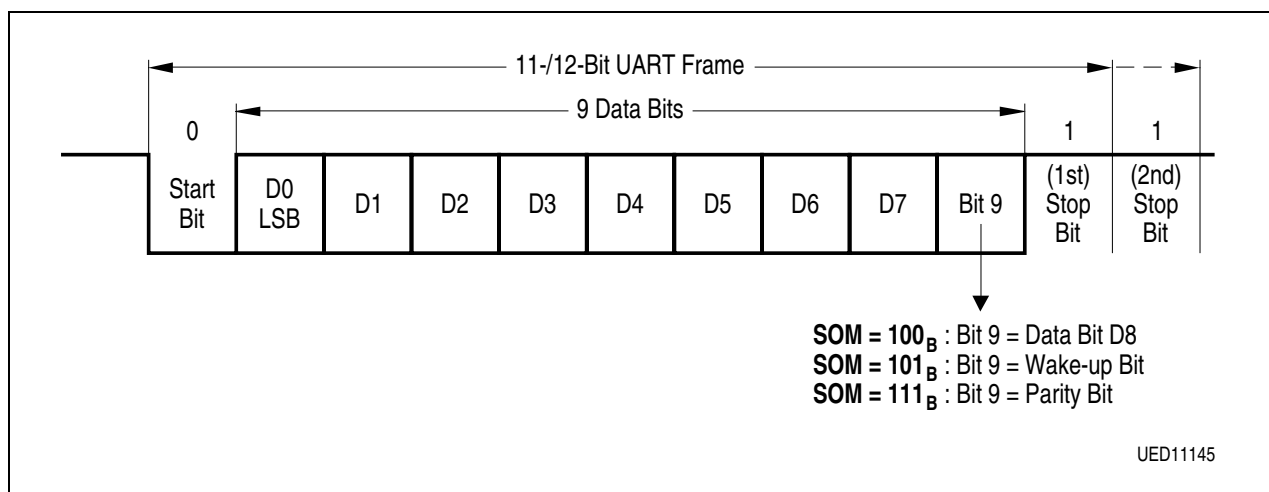 11-/12-Bit UART Frame
9 Data Bits
0 1 1
Start Bit D0 LSB D1 D2 D3 D4 D5 D6 D7 Bit 9 (1st) Stop Bit (2nd) Stop Bit
SOM = 100B : Bit 9 = Data Bit D8
SOM = 101B : Bit 9 = Wake-up Bit
SOM = 111B : Bit 9 = Parity Bit
UED11145